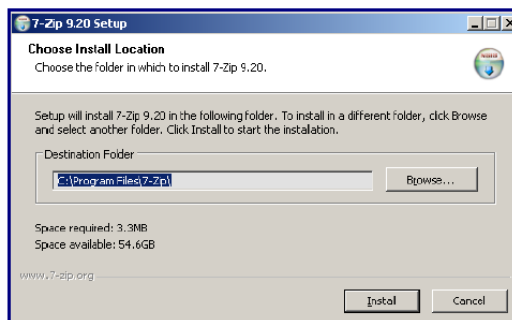 7-Zip 9.20 Setup
Choose Install Location
Choose the folder in which to install 7-Zip 9.20.
Setup will install 7-Zip 9.20 in the following folder. To install in a different folder, click Browse
and select another folder. Click Install to start the installation.
Destination Folder
C:\Program Files\7-Zip\
Browse...
Space required: 3.3MB
Space available: 54.6GB
www.7-zip.org
Install
Cancel